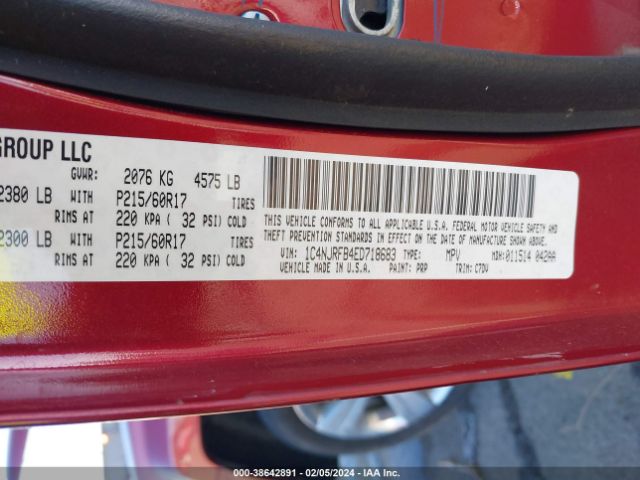 GROUP LLC
GVWR: 2076 KG 4575 LB
2380 LB WITH P215/60R17 TIRES
RIMS AT 220 KPA ( 32 PSI) COLD
2300 LB WITH P215/60R17 TIRES
RIMS AT 220 KPA ( 32 PSI) COLD
THIS VEHICLE CONFORMS TO ALL APPLICABLE U.S.A. FEDERAL MOTOR VEHICLE SAFETY AND
THEFT PREVENTION STANDARDS IN EFFECT ON THE DATE OF MANUFACTURE SHOWN ABOVE.
VIN: 1C4NJRFB4ED718683 TYPE: MPV MDH:011514 042AA
VEHICLE MADE IN U.S.A. PAINT: PRP TRIM: C7DV
00-38642891 - 02/05/2024 - IAA Inc.